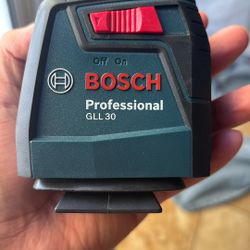 Off On
BOSCH
Professional
GLL 30